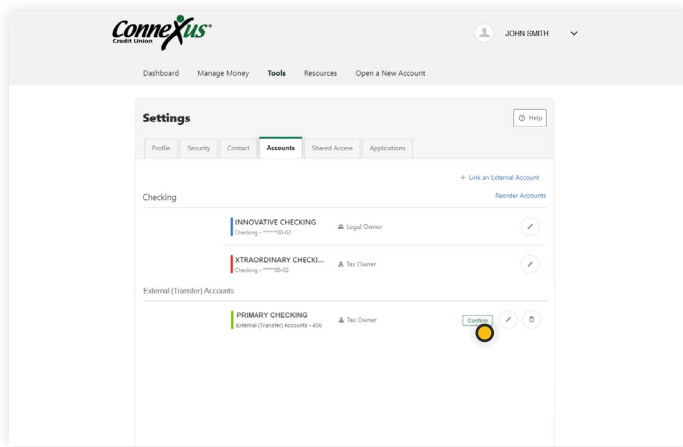 Connexus®
Credit Union
JOHN SMITH
Dashboard Manage Money Tools Resources Open a New Account
Settings
Help
Profile Security Contact Accounts Shared Access Applications
+ Link an External Account
Checking
Reorder Accounts
INNOVATIVE CHECKING
Checking - ******00-02
Legal Owner
XTRAORDINARY CHECKI...
Checking - *****00-02
Tax Owner
External (Transfer) Accounts
PRIMARY CHECKING
External (Transfer) Accounts - 456
Tax Owner
Confirm